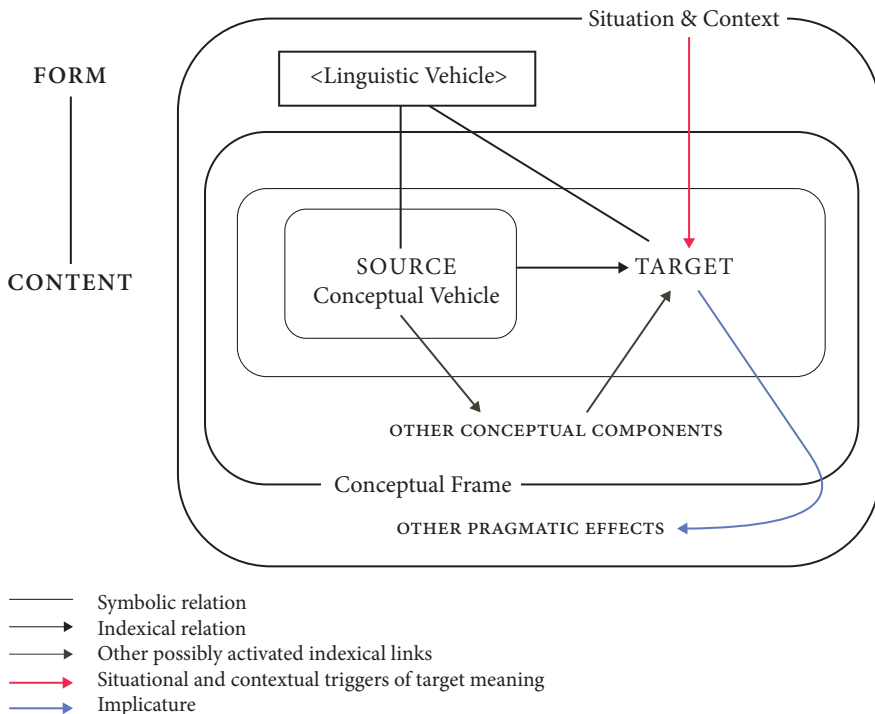 Situation & Context
FORM
<Linguistic Vehicle>
CONTENT
SOURCE
Conceptual Vehicle
TARGET
OTHER CONCEPTUAL COMPONENTS
Conceptual Frame
OTHER PRAGMATIC EFFECTS
Symbolic relation
Indexical relation
Other possibly activated indexical links
Situational and contextual triggers of target meaning
Implicature